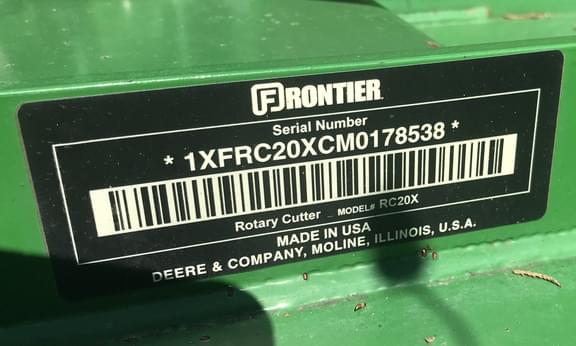 FRONTIER
Serial Number
* 1XFRC20XCM0178538 *
Rotary Cutter MODEL# RC20X
MADE IN USA
DEERE & COMPANY, MOLINE, ILLINOIS, U.S.A.